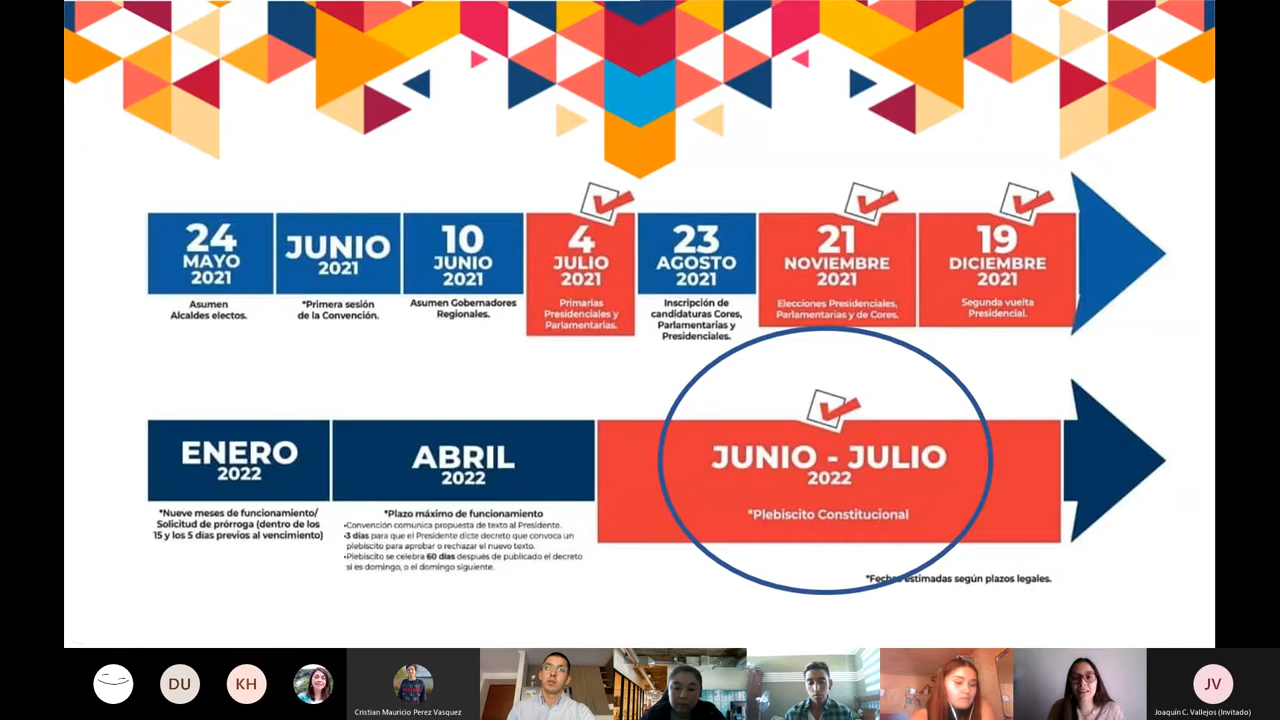 24
MAYO
2021
Asumen
Alcaldes electos.
JUNIO
2021
*Primera sesión
de la Convención.
10
JUNIO
2021
Asumen Gobernadores
Regionales.
4
JULIO
2021
Primarias
Presidenciales y
Parlamentarias.
23
AGOSTO
2021
Inscripción de
candidaturas Cores,
Parlamentarias y
Presidenciales.
21
NOVIEMBRE
2021
Elecciones Presidenciales,
Parlamentarias y de Cores.
19
DICIEMBRE
2021
Segunda vuelta
Presidencial.
ENERO
2022
*Nueve meses de funcionamiento/
Solicitud de prórroga (dentro de los
15 y los 5 días previos al vencimiento)
ABRIL
2022
*Plazo máximo de funcionamiento
•Convención comunica propuesta de texto al Presidente.
•3 días para que el Presidente dicte decreto que convoca un
plebiscito para aprobar o rechazar el nuevo texto.
•Plebiscito se celebra 60 días después de publicado el decreto
si es domingo, o el domingo siguiente.
JUNIO - JULIO
2022
*Plebiscito Constitucional
*Fechas estimadas según plazos legales.
DU
KH
Cristian Mauricio Perez Vasquez
JV
Joaquín C. Vallejos (Invitado)